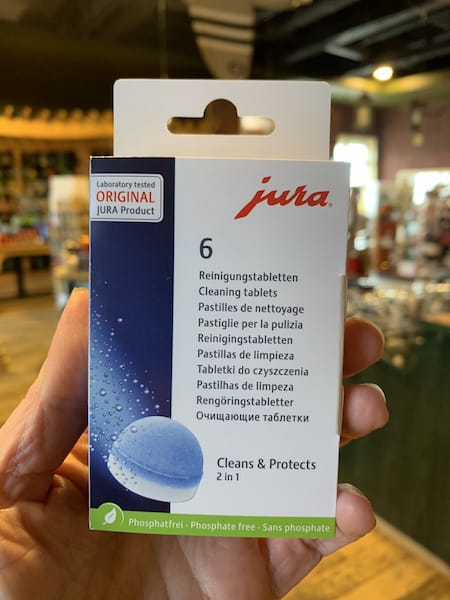 Laboratory tested
ORIGINAL
JURA Product
jura®
6
Reinigungstabletten
Cleaning tablets
Pastilles de nettoyage
Pastiglie per la pulizia
Reinigingstabletten
Pastillas de limpieza
Tabletki do czyszczenia
Pastilhas de limpeza
Rengöringstabletter
Очищающие таблетки
Cleans & Protects
2 in 1
Phosphatfrei · Phosphate free · Sans phosphate